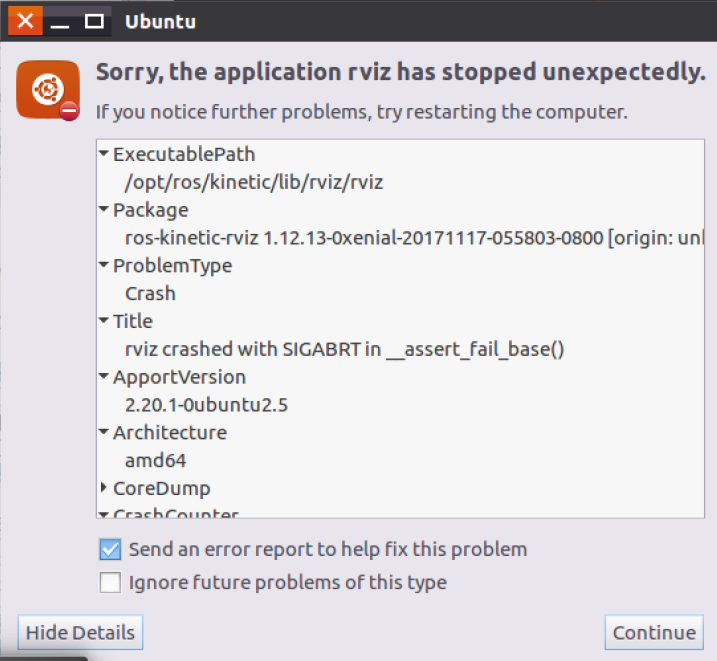 Ubuntu
Sorry, the application rviz has stopped unexpectedly.
If you notice further problems, try restarting the computer.
ExecutablePath
/opt/ros/kinetic/lib/rviz/rviz
Package
ros-kinetic-rviz 1.12.13-0xenial-20171117-055803-0800 [origin:
ProblemType
Crash
Title
rviz crashed with SIGABRT in __assert_fail_base()
ApportVersion
2.20.1-0ubuntu2.5
Architecture
amd64
CoreDump
CrashCounter
Send an error report to help fix this problem
Ignore future problems of this type
Hide Details
Continue